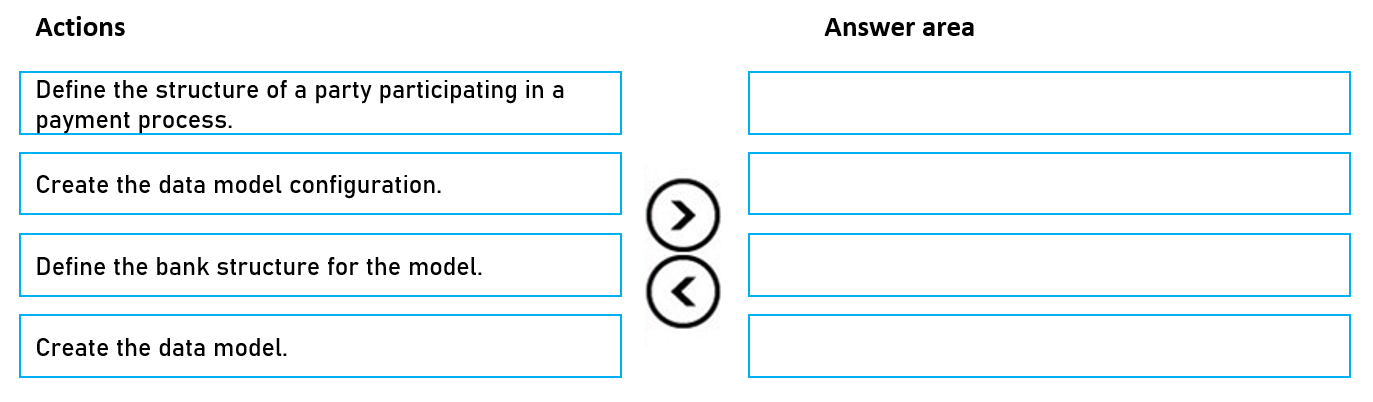 Actions
Answer area
Define the structure of a party participating in a
payment process.
Create the data model configuration.
Define the bank structure for the model.
Create the data model.